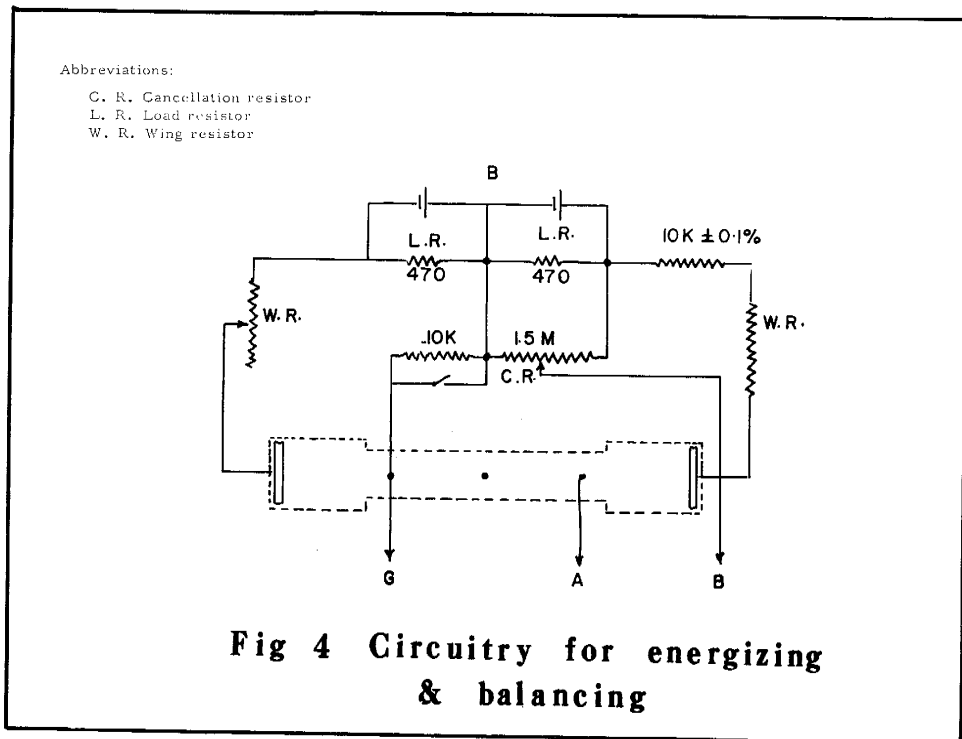 Abbreviations:
C. R. Cancellation resistor
L. R. Load resistor
W. R. Wing resistor
B
L.R.
L.R.
10K ± 0·1%
470
470
W. R.
W. R.
.10K
1·5 M
C.R.
G
A
B
Fig 4 Circuitry for energizing
& balancing